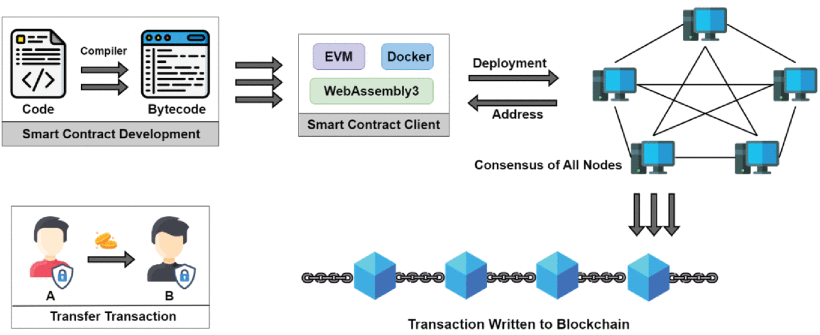 Compiler
Code
Bytecode
Smart Contract Development
EVM
Docker
WebAssembly3
Smart Contract Client
Deployment
Address
Consensus of All Nodes
A
B
Transfer Transaction
Transaction Written to Blockchain